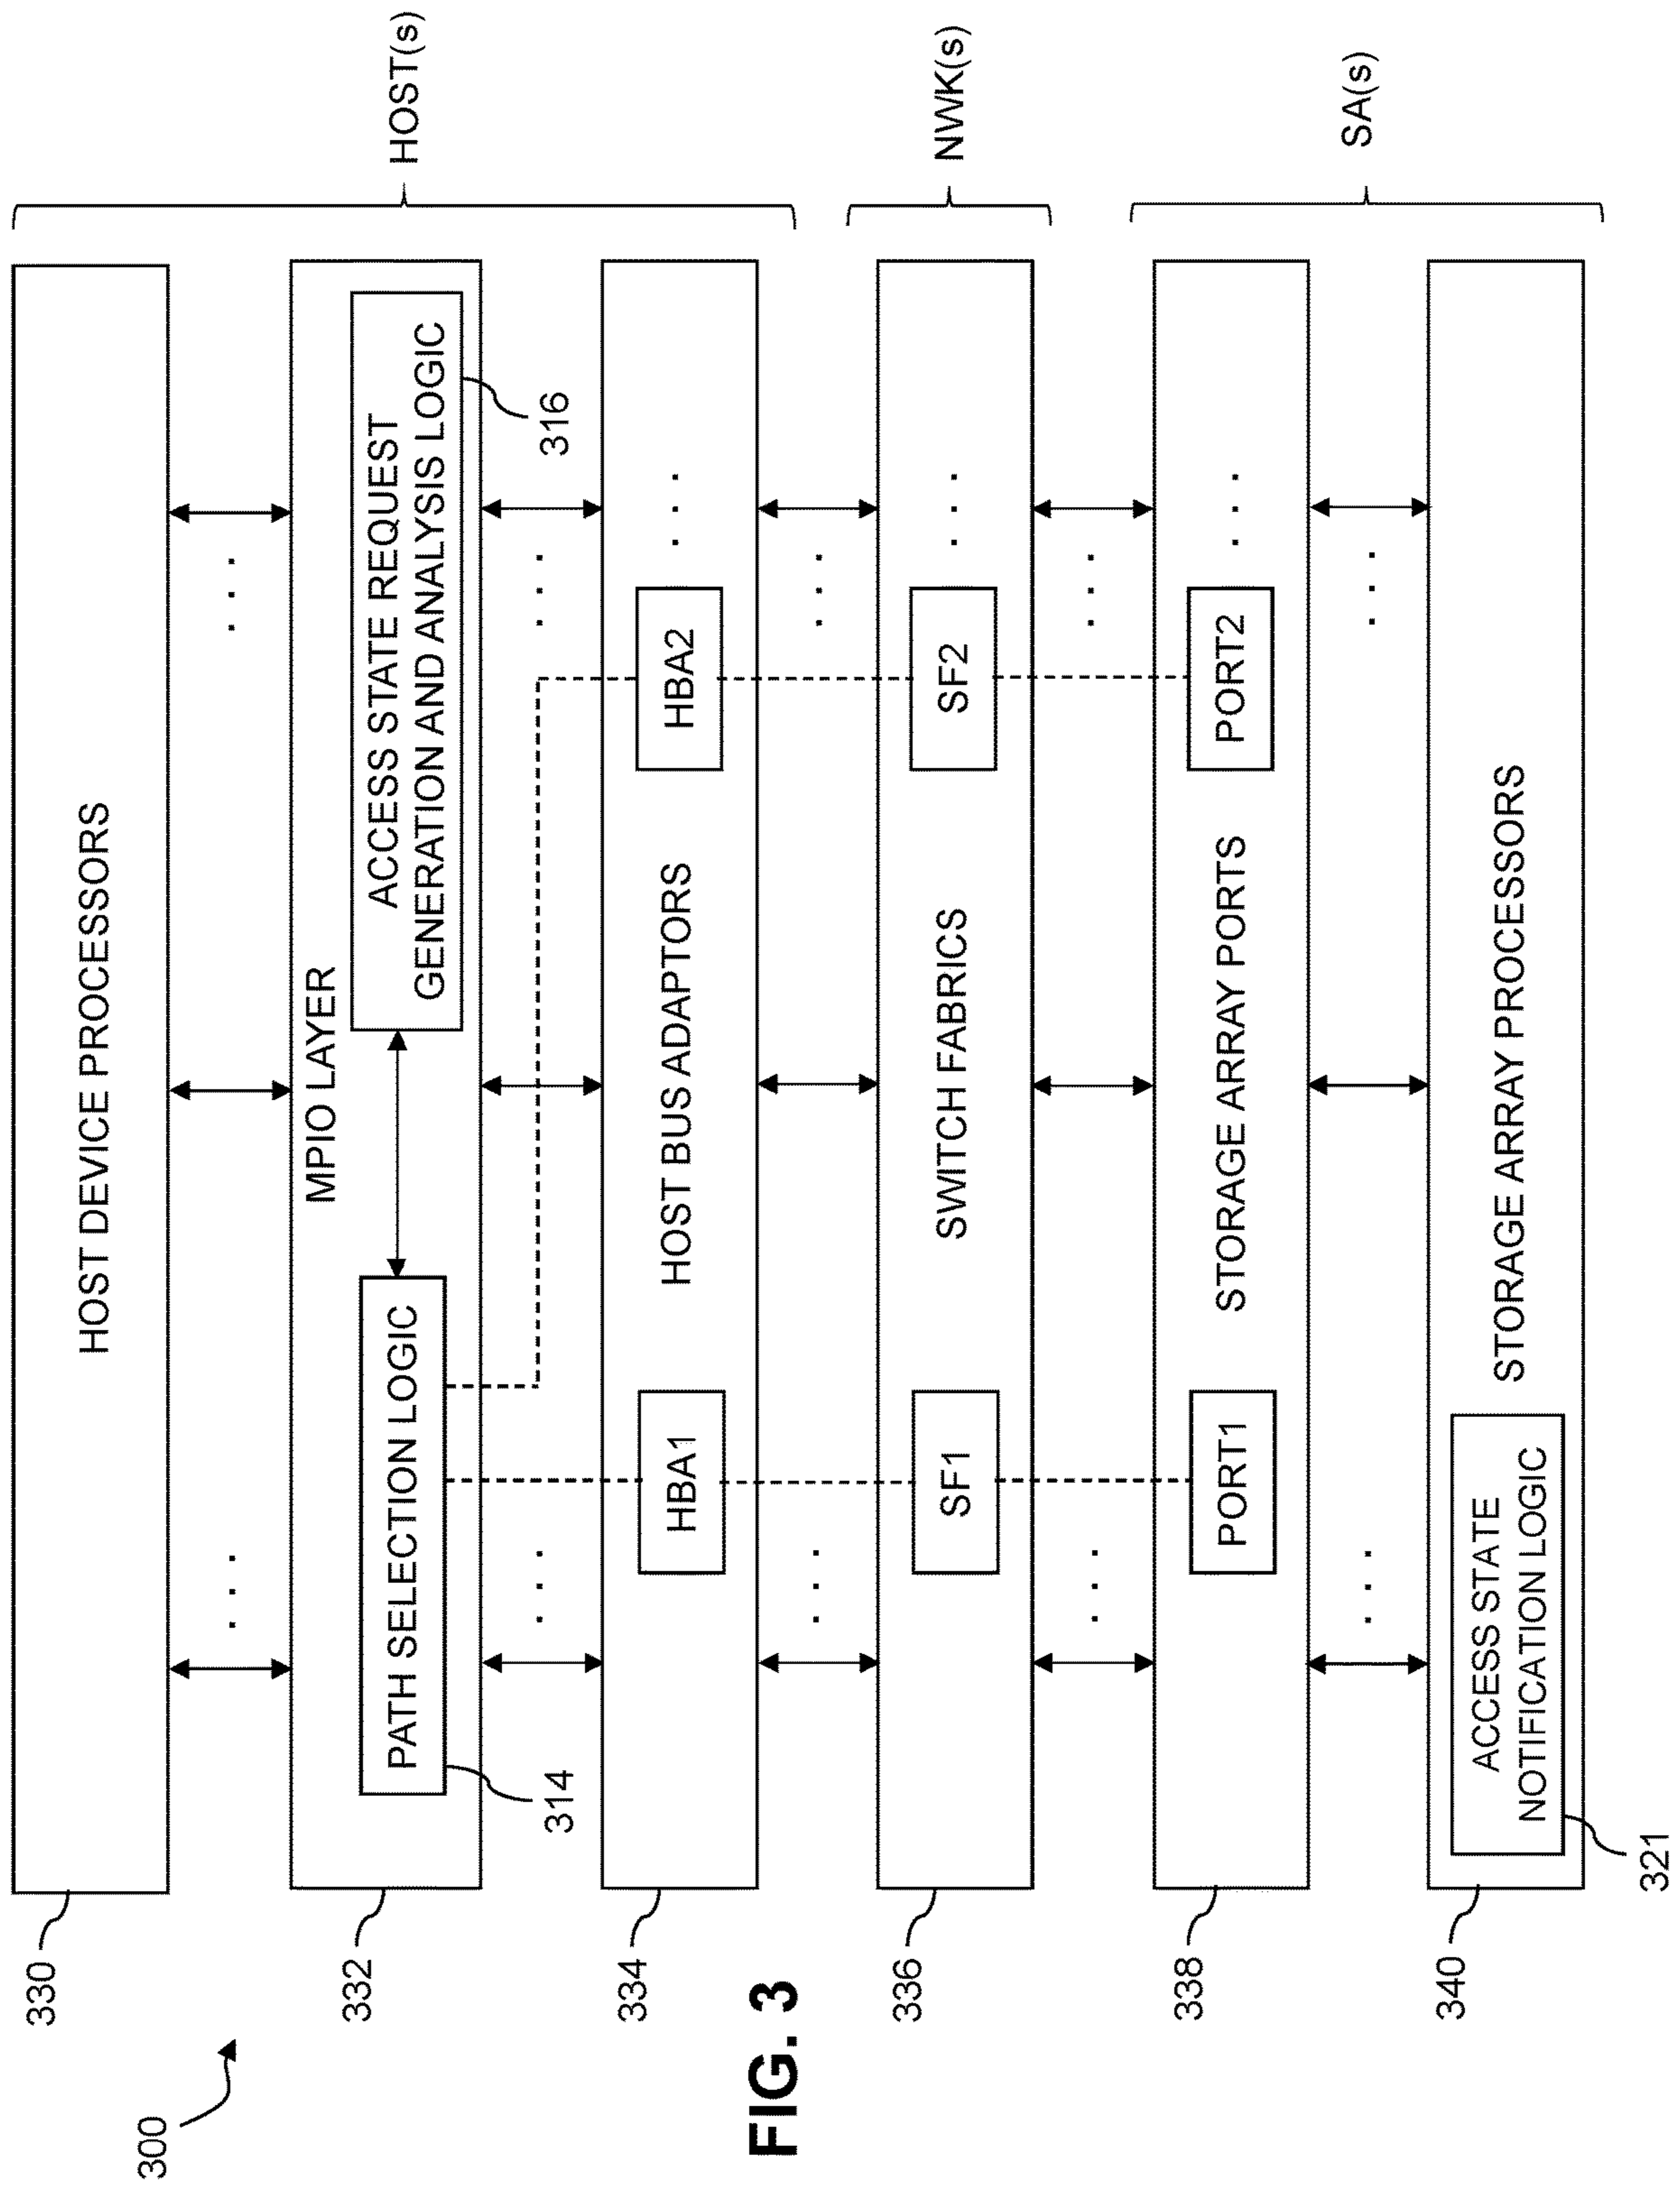 300
330
HOST DEVICE PROCESSORS
HOST(s)
332
MPIO LAYER
PATH SELECTION LOGIC
314
ACCESS STATE REQUEST
GENERATION AND ANALYSIS LOGIC
316
334
HBA1
HOST BUS ADAPTORS
HBA2
. . .
336
SF1
SWITCH FABRICS
SF2
. . .
NWK(s)
338
PORT1
STORAGE ARRAY PORTS
PORT2
. . .
SA(s)
340
ACCESS STATE
NOTIFICATION LOGIC
321
STORAGE ARRAY PROCESSORS
FIG. 3